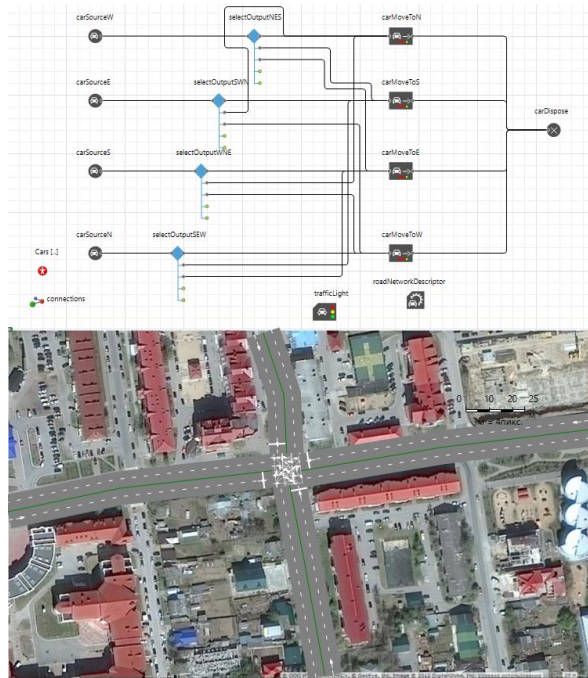 carSourceW
selectOutputNES
carMoveToN
carSourceE
selectOutputSWN
carMoveToS
carDispose
carSourceS
selectOutputWNE
carMoveToE
carSourceN
selectOutputSEW
carMoveToW
Cars [..]
connections
trafficLight
roadNetworkDescriptor
0 10 20 25
= 4пикс.